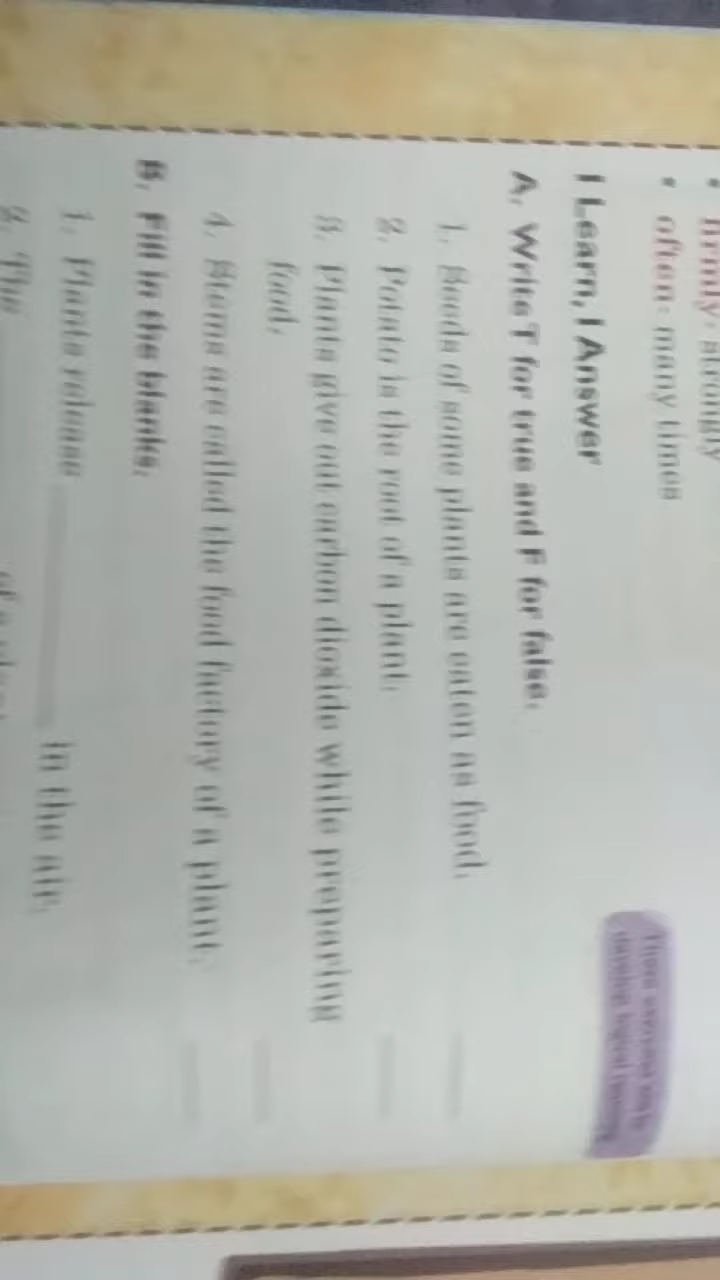 firmly: strongly
• often: many times
I Learn, I Answer
A. Write T for true and F for false.
1. Seeds of some plants are eaten as food.
2. Potato is the root of a plant.
3. Plants give out carbon dioxide while preparing
food.
4. Stems are called the food factory of a plant.
B. Fill in the blanks.
1. Plants release ________ in the air.
2. The